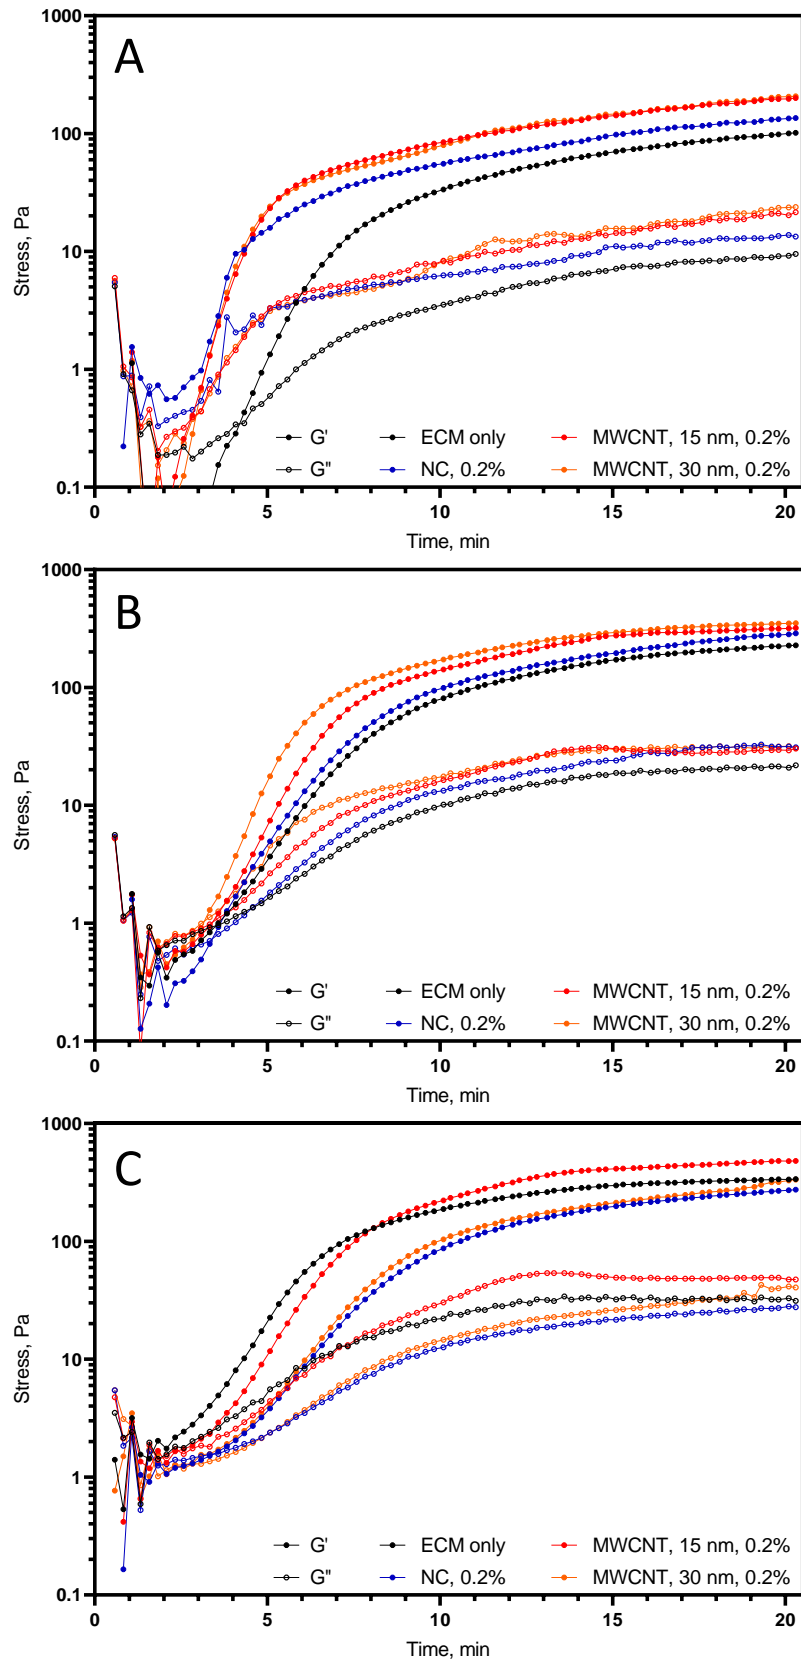 A
1000
100
10
1
0.1
Stress, Pa
G' ECM only MWCNT, 15 nm, 0.2%
G" NC, 0.2% MWCNT, 30 nm, 0.2%
0 5 10 15 20
Time, min
B
1000
100
10
1
0.1
Stress, Pa
G' ECM only MWCNT, 15 nm, 0.2%
G" NC, 0.2% MWCNT, 30 nm, 0.2%
0 5 10 15 20
Time, min
C
1000
100
10
1
0.1
Stress, Pa
G' ECM only MWCNT, 15 nm, 0.2%
G" NC, 0.2% MWCNT, 30 nm, 0.2%
0 5 10 15 20
Time, min